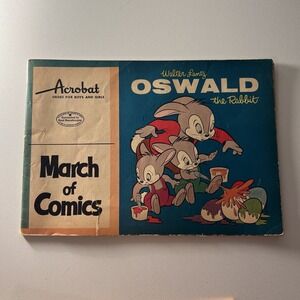 Acrobat
SHOES FOR BOYS AND GIRLS
March
of
Comics
Walter Lantz
OSWALD
the Rabbit